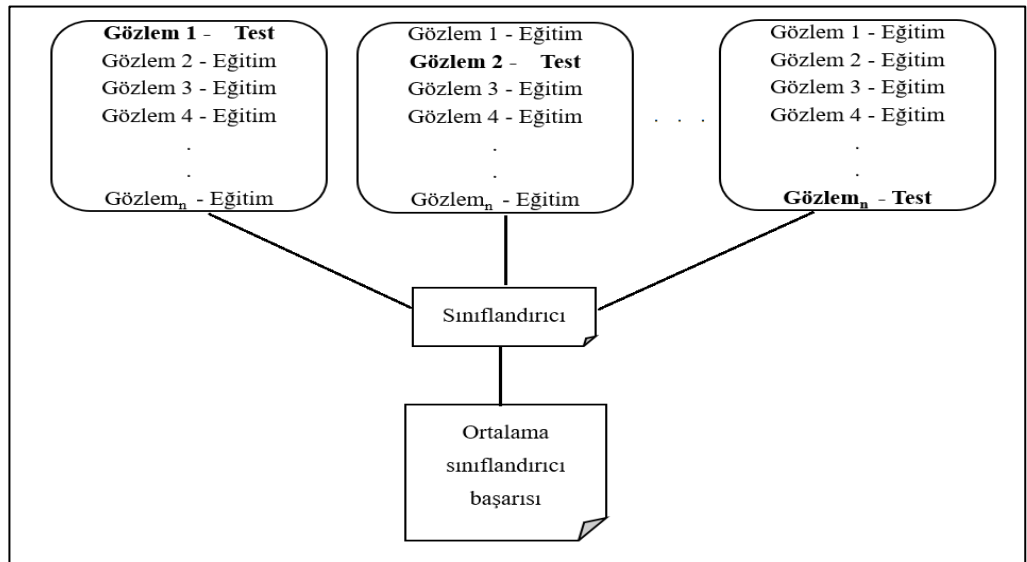 Gözlem 1 - Test
Gözlem 2 - Eğitim
Gözlem 3 - Eğitim
Gözlem 4 - Eğitim
.
.
Gözlemₙ - Eğitim
Gözlem 1 - Eğitim
Gözlem 2 - Test
Gözlem 3 - Eğitim
Gözlem 4 - Eğitim
.
.
Gözlemₙ - Eğitim
. . .
Gözlem 1 - Eğitim
Gözlem 2 - Eğitim
Gözlem 3 - Eğitim
Gözlem 4 - Eğitim
.
.
Gözlemₙ - Test
Sınıflandırıcı
Ortalama
sınıflandırıcı
başarısı